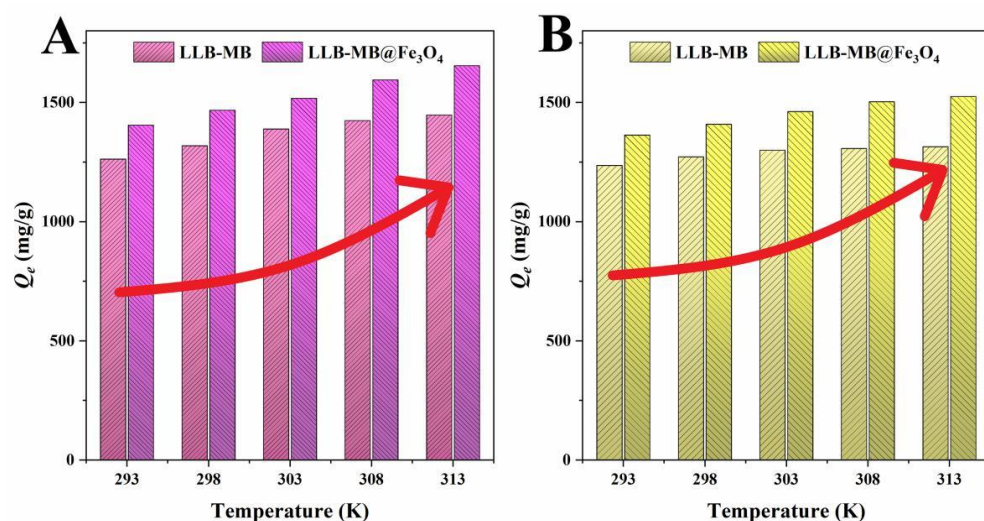 A
LLB-MB LLB-MB@Fe₃O₄
1500
1000
500
0
Qe (mg/g)
293 298 303 308 313
Temperature (K)
B
LLB-MB LLB-MB@Fe₃O₄
1500
1000
500
0
Qe (mg/g)
293 298 303 308 313
Temperature (K)